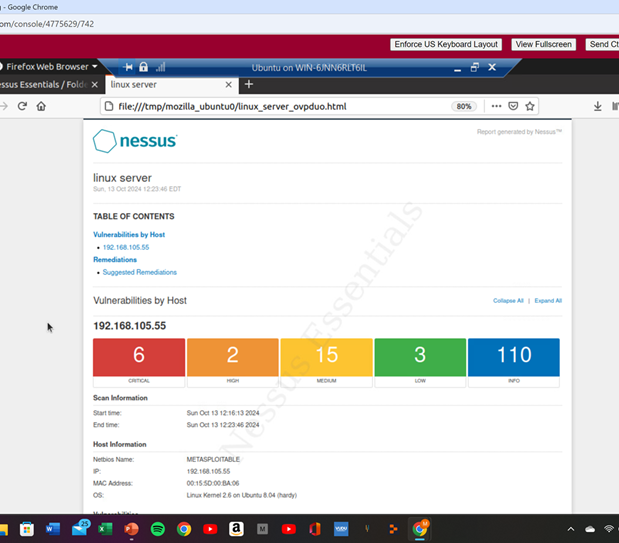 - Google Chrome
om/console/4775629/742
Enforce US Keyboard Layout View Fullscreen Send Ct
Firefox Web Browser Ubuntu on WIN-6JNN6RLT6IL
essus Essentials / Folde linux server
file:///tmp/mozilla_ubuntu0/linux_server_ovpduo.html 80%
nessus Report generated by Nessus™
linux server
Sun, 13 Oct 2024 12:23:46 EDT
TABLE OF CONTENTS
Vulnerabilities by Host
• 192.168.105.55
Remediations
• Suggested Remediations
Vulnerabilities by Host Collapse All | Expand All
192.168.105.55
6 2 15 3 110
CRITICAL HIGH MEDIUM LOW INFO
Scan Information
Start time: Sun Oct 13 12:16:13 2024
End time: Sun Oct 13 12:23:46 2024
Host Information
Netbios Name: METASPLOITABLE
IP: 192.168.105.55
MAC Address: 00:15:5D:00:BA:06
OS: Linux Kernel 2.6 on Ubuntu 8.04 (hardy)
Vulnerabilities
Nessus Essentials
25